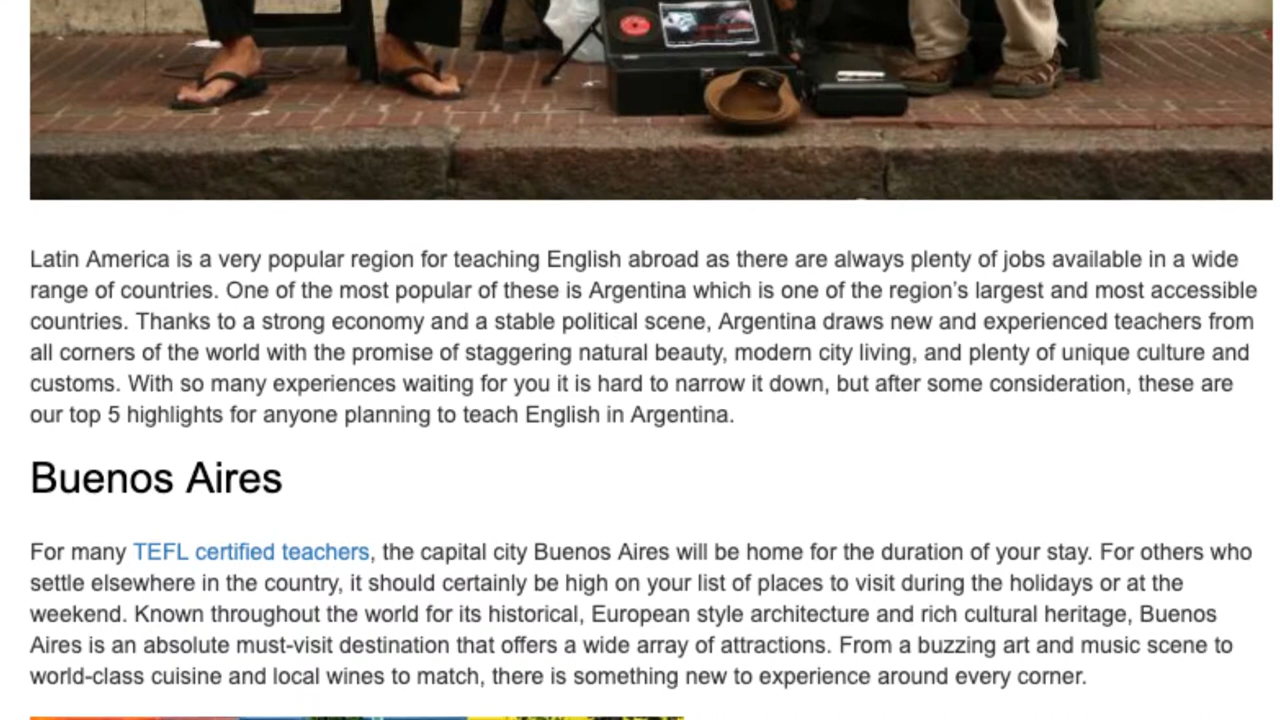 Latin America is a very popular region for teaching English abroad as there are always plenty of jobs available in a wide
range of countries. One of the most popular of these is Argentina which is one of the region’s largest and most accessible
countries. Thanks to a strong economy and a stable political scene, Argentina draws new and experienced teachers from
all corners of the world with the promise of staggering natural beauty, modern city living, and plenty of unique culture and
customs. With so many experiences waiting for you it is hard to narrow it down, but after some consideration, these are
our top 5 highlights for anyone planning to teach English in Argentina.
Buenos Aires
For many TEFL certified teachers, the capital city Buenos Aires will be home for the duration of your stay. For others who
settle elsewhere in the country, it should certainly be high on your list of places to visit during the holidays or at the
weekend. Known throughout the world for its historical, European style architecture and rich cultural heritage, Buenos
Aires is an absolute must-visit destination that offers a wide array of attractions. From a buzzing art and music scene to
world-class cuisine and local wines to match, there is something new to experience around every corner.